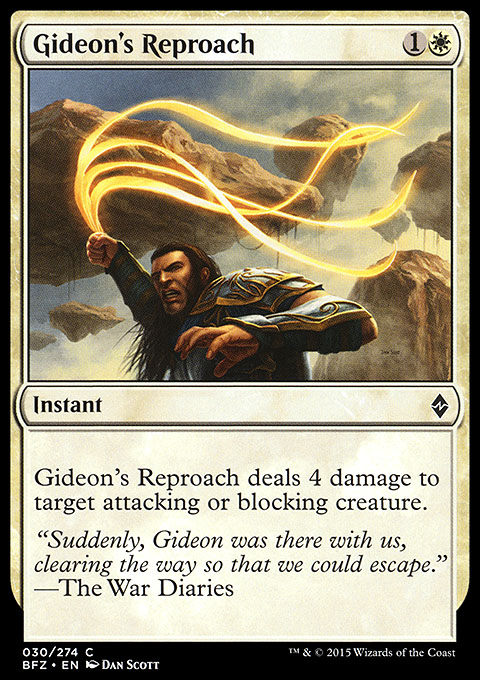 Gideon's Reproach 1
DAN SCOTT
Instant
Gideon's Reproach deals 4 damage to
target attacking or blocking creature.
“Suddenly, Gideon was there with us,
clearing the way so that we could escape.”
—The War Diaries
030/274 C
BFZ • EN DAN SCOTT
™ & © 2015 Wizards of the Coast